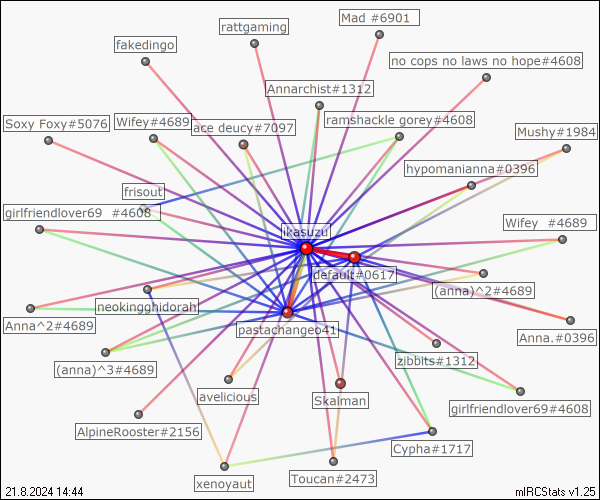 Mad #6901
rattgaming
fakedingo
no cops no laws no hope#4608
Annarchist#1312
Soxy Foxy#5076
Wifey#4689
ace deucy#7097
ramshackle gorey#4608
Mushy#1984
hypomanianna#0396
frisout
girlfriendlover69 #4608
Wifey #4689
likasuzu
default#0617
(anna)^2#4689
neokingghidorah
Anna^2#4689
pastachangeo41
Anna.#0396
zibbits#1312
(anna)^3#4689
avelicious
Skalman
girlfriendlover69#4608
AlpineRooster#2156
Cypha#1717
Toucan#2473
xenoyaut
21.8.2024 14:44
mIRCStats v1.25